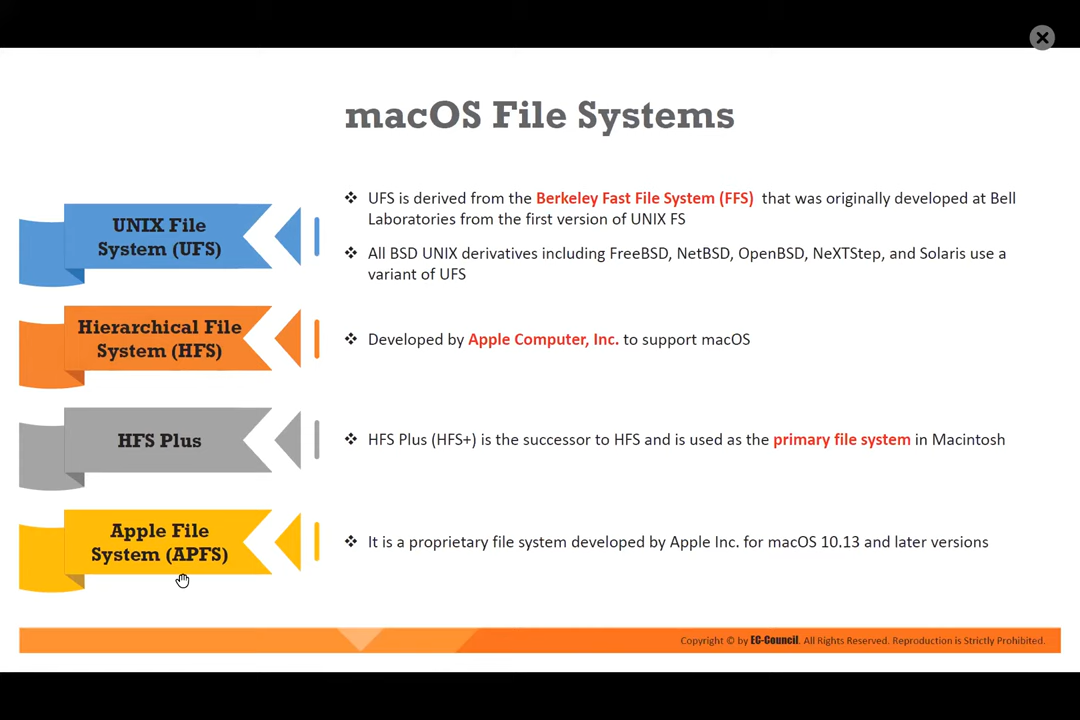 macOS File Systems
UNIX File
System (UFS)
❖ UFS is derived from the Berkeley Fast File System (FFS) that was originally developed at Bell
Laboratories from the first version of UNIX FS
❖ All BSD UNIX derivatives including FreeBSD, NetBSD, OpenBSD, NeXTStep, and Solaris use a
variant of UFS
Hierarchical File
System (HFS)
❖ Developed by Apple Computer, Inc. to support macOS
HFS Plus
❖ HFS Plus (HFS+) is the successor to HFS and is used as the primary file system in Macintosh
Apple File
System (APFS)
❖ It is a proprietary file system developed by Apple Inc. for macOS 10.13 and later versions
Copyright © by EC-Council. All Rights Reserved. Reproduction is Strictly Prohibited.